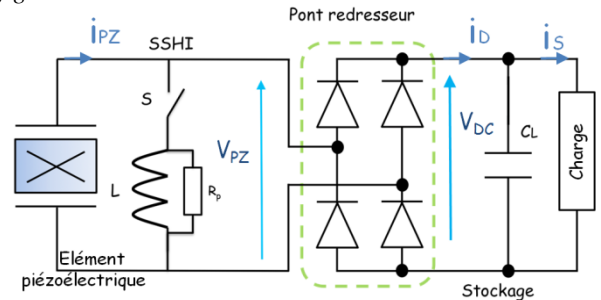 Pont redresseur
iPZ
SSHI
iD
iS
S
VPZ
VDC
CL
Charge
L
Rp
Elément
piézoélectrique
Stockage